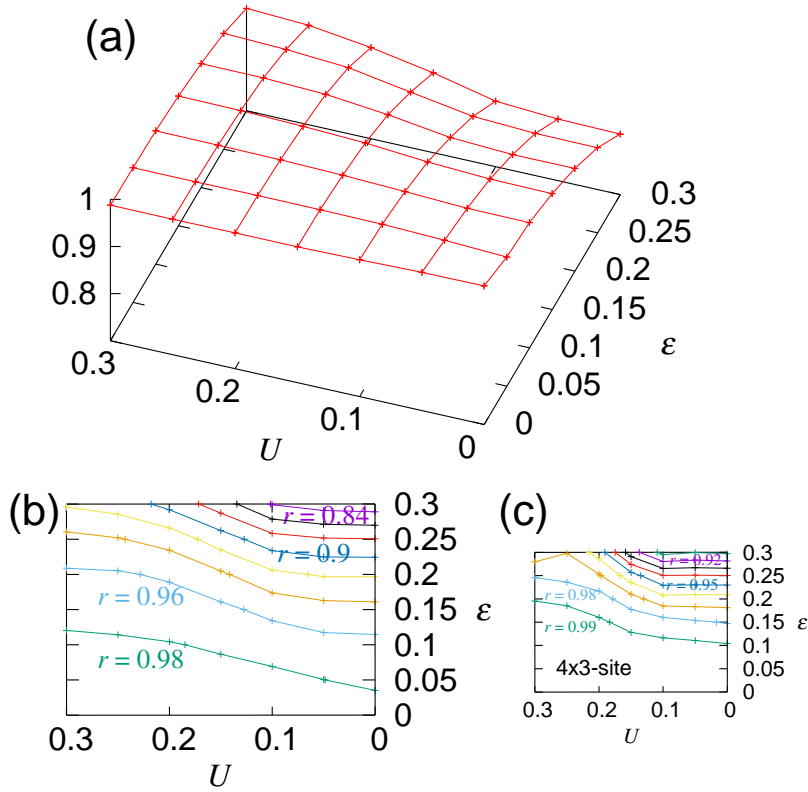 (a)
1
0.9
0.8
0.3
0.2
0.1
0
U
0.3
0.25
0.2
0.15
0.1
0.05
0
ε
(b)
r = 0.84
r = 0.9
r = 0.96
r = 0.98
0.3
0.25
0.2
0.15
0.1
0.05
0
ε
0.3 0.2 0.1 0
U
(c)
r = 0.92
r = 0.95
r = 0.98
r = 0.99
4x3-site
0.3
0.25
0.2
0.15
0.1
0.05
0
ε
0.3 0.2 0.1 0
U